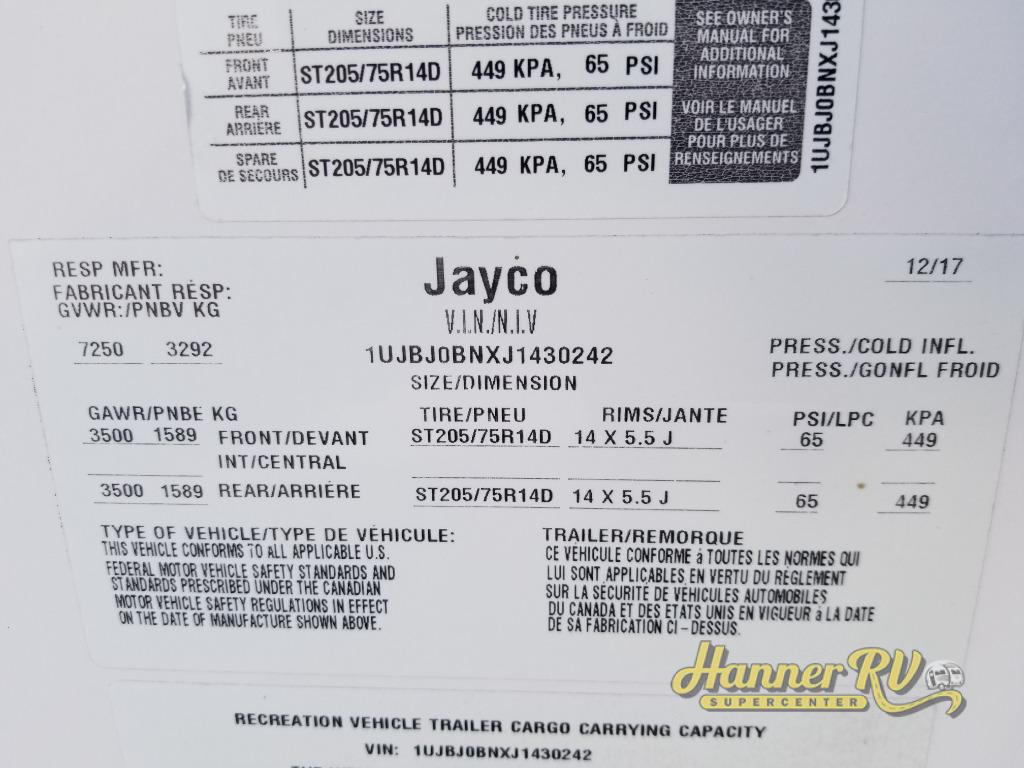 TIRE SIZE COLD TIRE PRESSURE
PNEU DIMENSIONS PRESSION DES PNEUS À FROID
FRONT
AVANT ST205/75R14D 449 KPA, 65 PSI
REAR
ARRIÈRE ST205/75R14D 449 KPA, 65 PSI
SPARE
DE SECOURS ST205/75R14D 449 KPA, 65 PSI
SEE OWNER'S
MANUAL FOR
ADDITIONAL
INFORMATION
VOIR LE MANUEL
DE L'USAGER
POUR PLUS DE
RENSEIGNEMENTS
1UJBJ0BNXJ143
RESP MFR: Jayco 12/17
FABRICANT RESP:
GVWR:/PNBV KG V.I.N./N.I.V
7250 3292 1UJBJ0BNXJ1430242 PRESS./COLD INFL.
SIZE/DIMENSION PRESS./GONFL FROID
GAWR/PNBE KG TIRE/PNEU RIMS/JANTE PSI/LPC KPA
3500 1589 FRONT/DEVANT ST205/75R14D 14 X 5.5 J 65 449
INT/CENTRAL
3500 1589 REAR/ARRIÉRE ST205/75R14D 14 X 5.5 J 65 449
TYPE OF VEHICLE/TYPE DE VÉHICULE: TRAILER/REMORQUE
THIS VEHICLE CONFORMS TO ALL APPLICABLE U.S.
FEDERAL MOTOR VEHICLE SAFETY STANDARDS AND
STANDARDS PRESCRIBED UNDER THE CANADIAN
MOTOR VEHICLE SAFETY REGULATIONS IN EFFECT
ON THE DATE OF MANUFACTURE SHOWN ABOVE.
CE VÉHICULE CONFORME à TOUTES LES NORMES QUI
LUI SONT APPLICABLES EN VERTU DU RÈGLEMENT
SUR LA SÉCURITÉ DE VÉHICULES AUTOMOBILES
DU CANADA ET DES ETATS UNIS EN VIGUEUR à LA DATE
DE SA FABRICATION CI-DESSUS.
Hanner RV
SUPERCENTER
RECREATION VEHICLE TRAILER CARGO CARRYING CAPACITY
VIN: 1UJBJ0BNXJ1430242